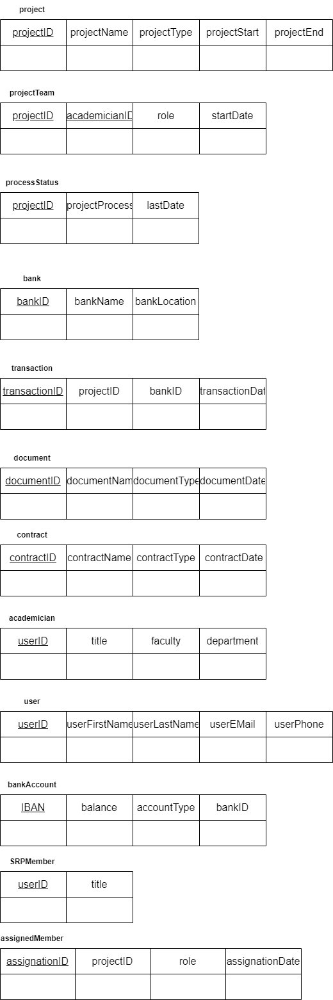 project
projectID projectName projectType projectStart projectEnd
projectTeam
projectID academicianID role startDate
processStatus
projectID projectProcess lastDate
bank
bankID bankName bankLocation
transaction
transactionID projectID bankID transactionDat
document
documentID documentNam documentType documentDate
contract
contractID contractName contractType contractDate
academician
userID title faculty department
user
userID userFirstName userLastName userEMail userPhone
bankAccount
IBAN balance accountType bankID
SRPMember
userID title
assignedMember
assignationID projectID role assignationDate